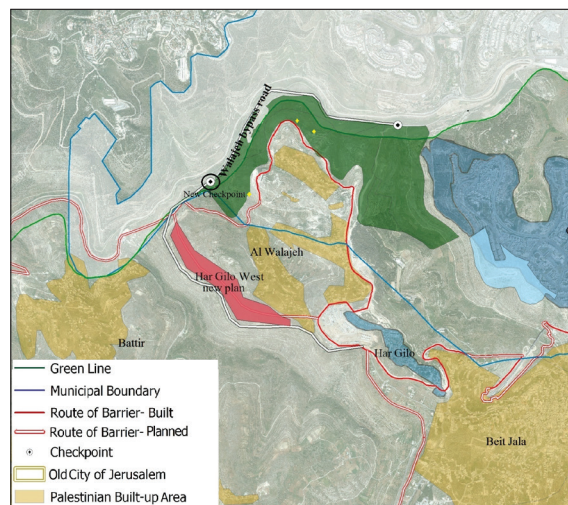 Walajeh bypass road
New Checkpoint
Al Walajeh
Har Gilo West
new plan
Battir
Har Gilo
Beit Jala
Green Line
Municipal Boundary
Route of Barrier- Built
Route of Barrier- Planned
Checkpoint
Old City of Jerusalem
Palestinian Built-up Area